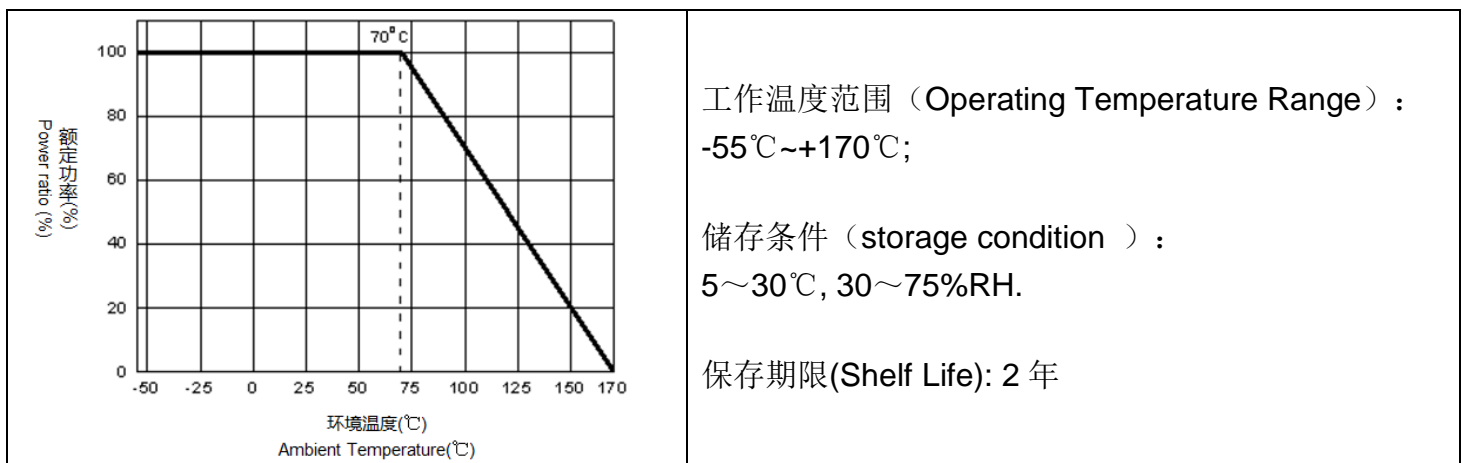 70°C
100
80
60
40
20
0
额定功率(%)
Power ratio (%)
-50 -25 0 25 50 75 100 125 150 170
环境温度(℃)
Ambient Temperature(℃)
工作温度范围（Operating Temperature Range）：
-55℃~+170℃;
储存条件（storage condition ）：
5～30℃, 30～75%RH.
保存期限(Shelf Life): 2 年